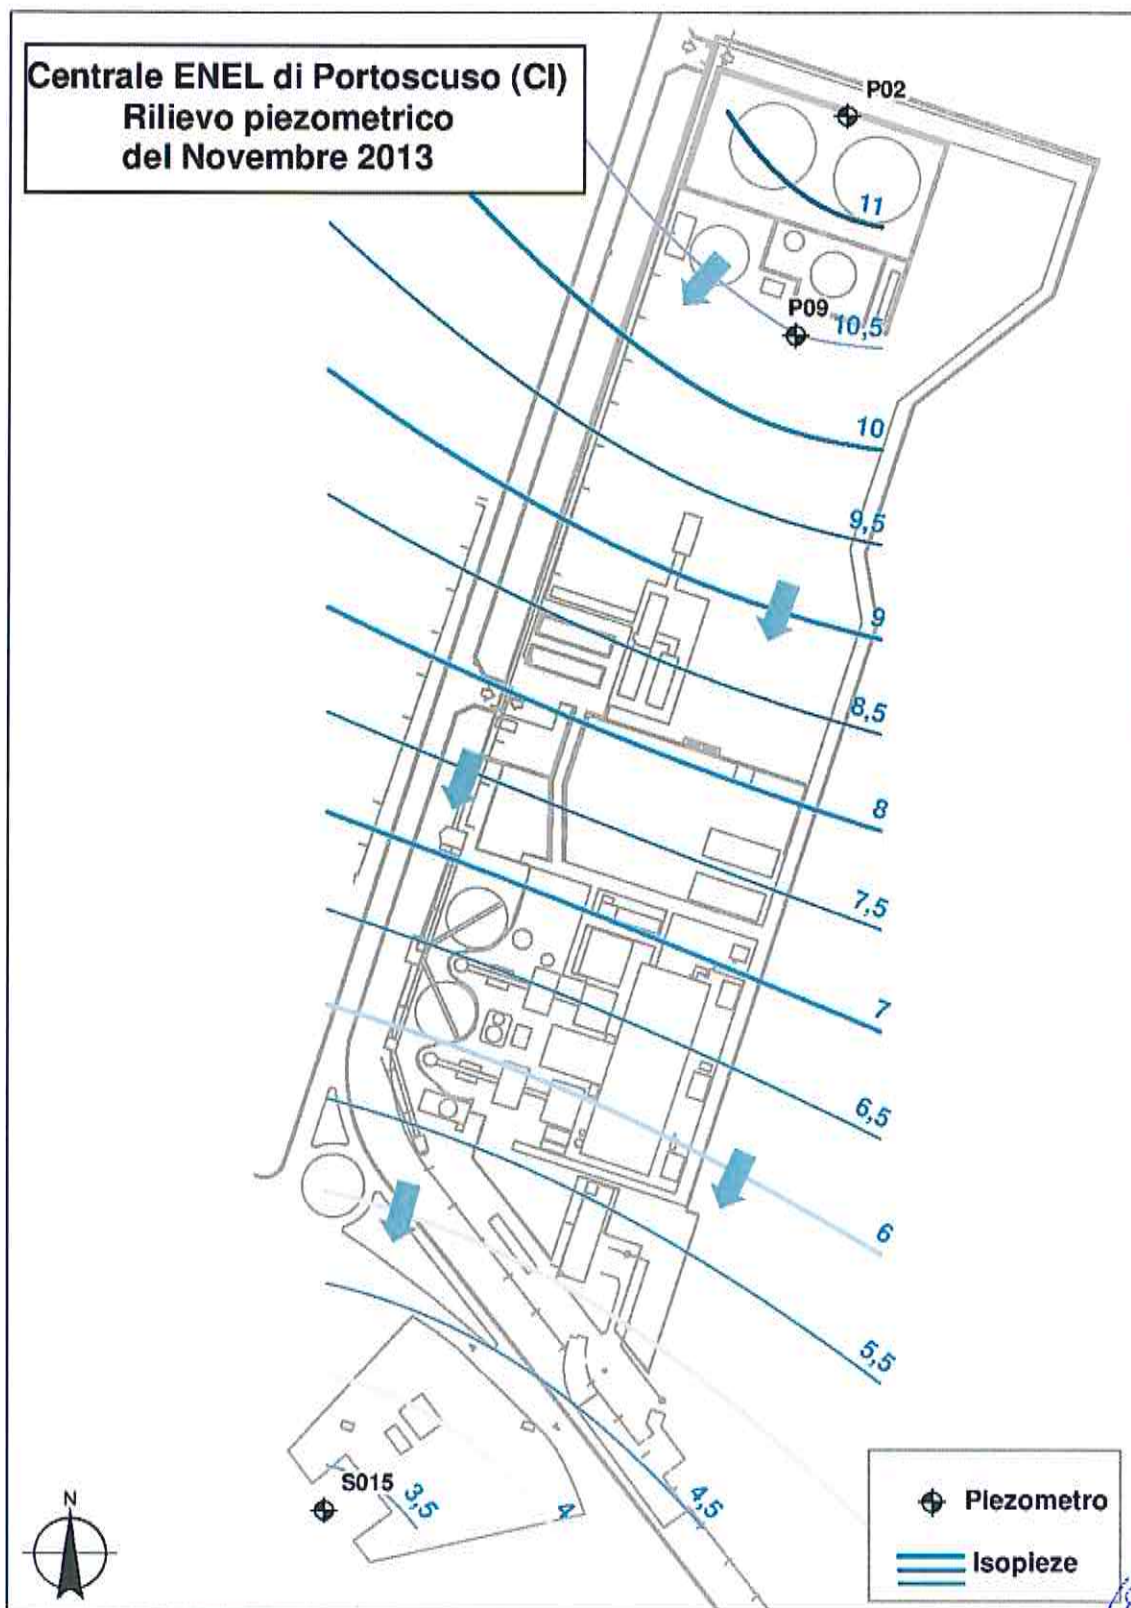 Centrale ENEL di Portoscuso (CI)
Rilievo piezometrico
del Novembre 2013
P02
11
P09
10,5
10
9,5
9
8,5
8
7,5
7
6,5
6
5,5
4,5
4
3,5
S015
N
Piezometro
Isopieze